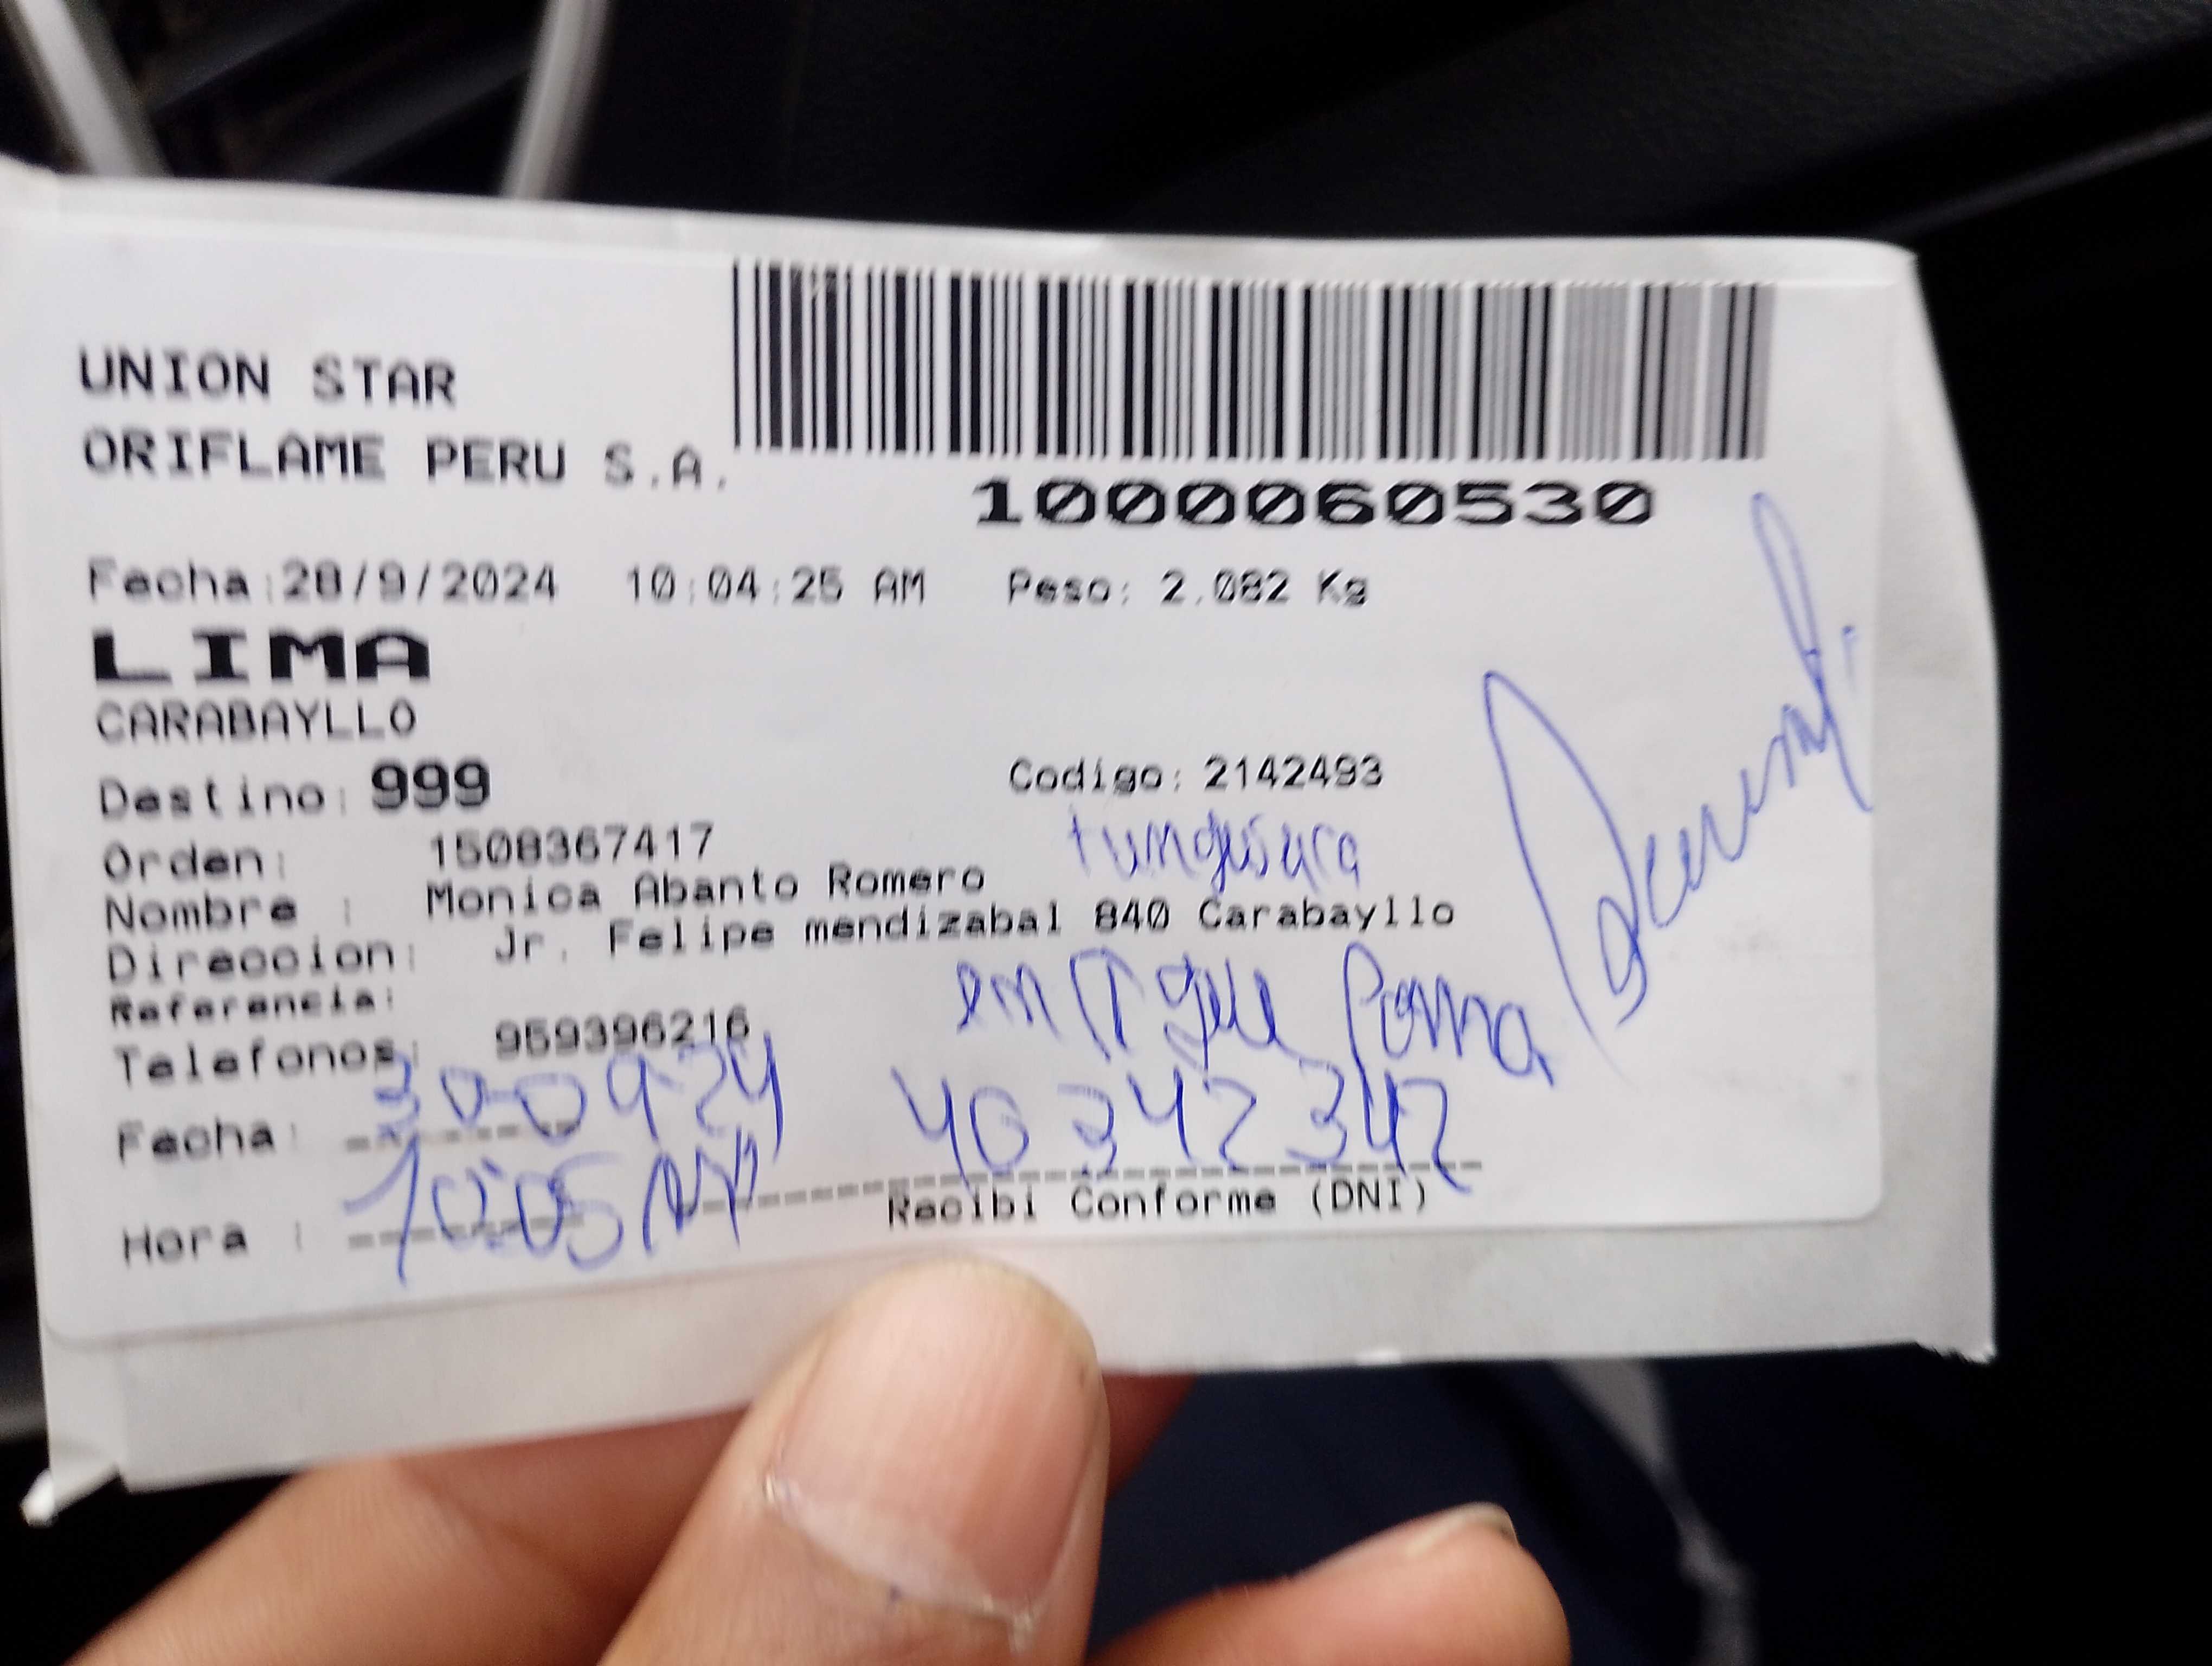 UNION STAR
ORIFLAME PERU S.A.
1000060530
Fecha:28/9/2024 10:04:25 AM Peso: 2.082 Kg
LIMA
CARABAYLLO
Destino: 999 Codigo: 2142493
Orden: 1508367417
Nombre : Monica Abanto Romero
Direccion: Jr. Felipe mendizabal 840 Carabayllo
Referencia:
enrique Poma
Telefonos: 959396216
Fecha: 30-09-24 40342342
Hora : 10:05 AM
Recibi Conforme (DNI)